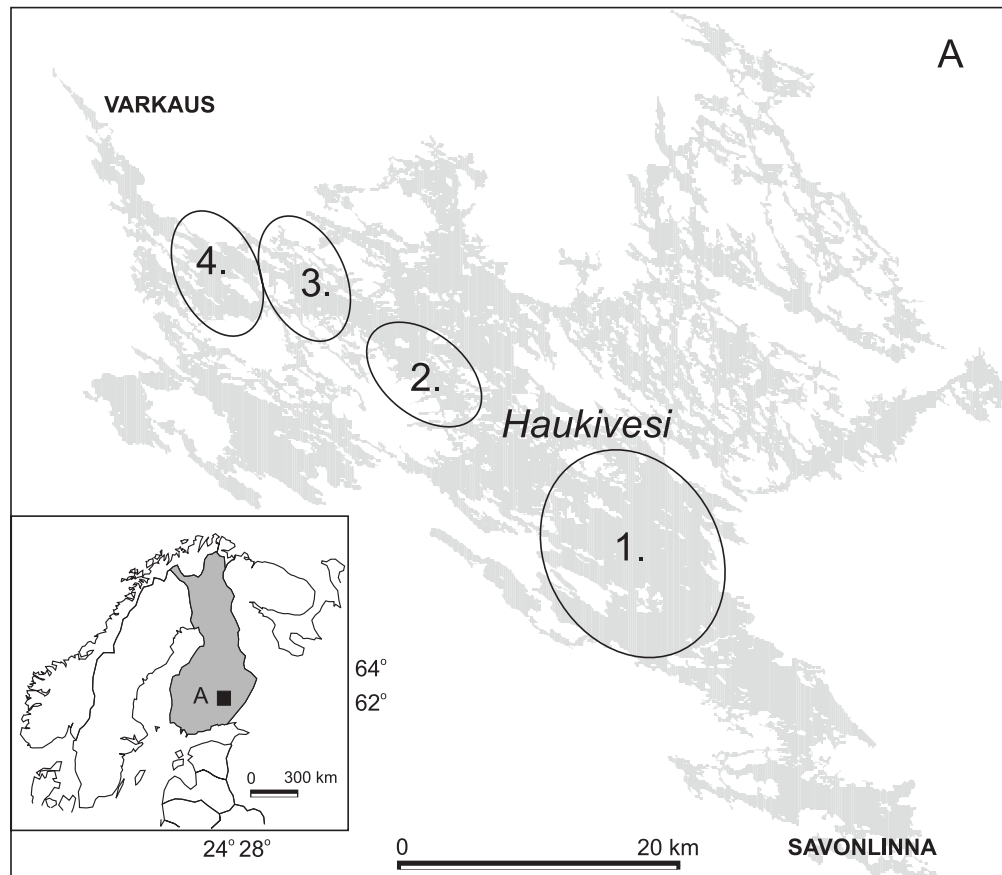 A
VARKAUS
4.
3.
2.
Haukivesi
1.
64°
62°
A
0 300 km
24° 28°
0 20 km
SAVONLINNA